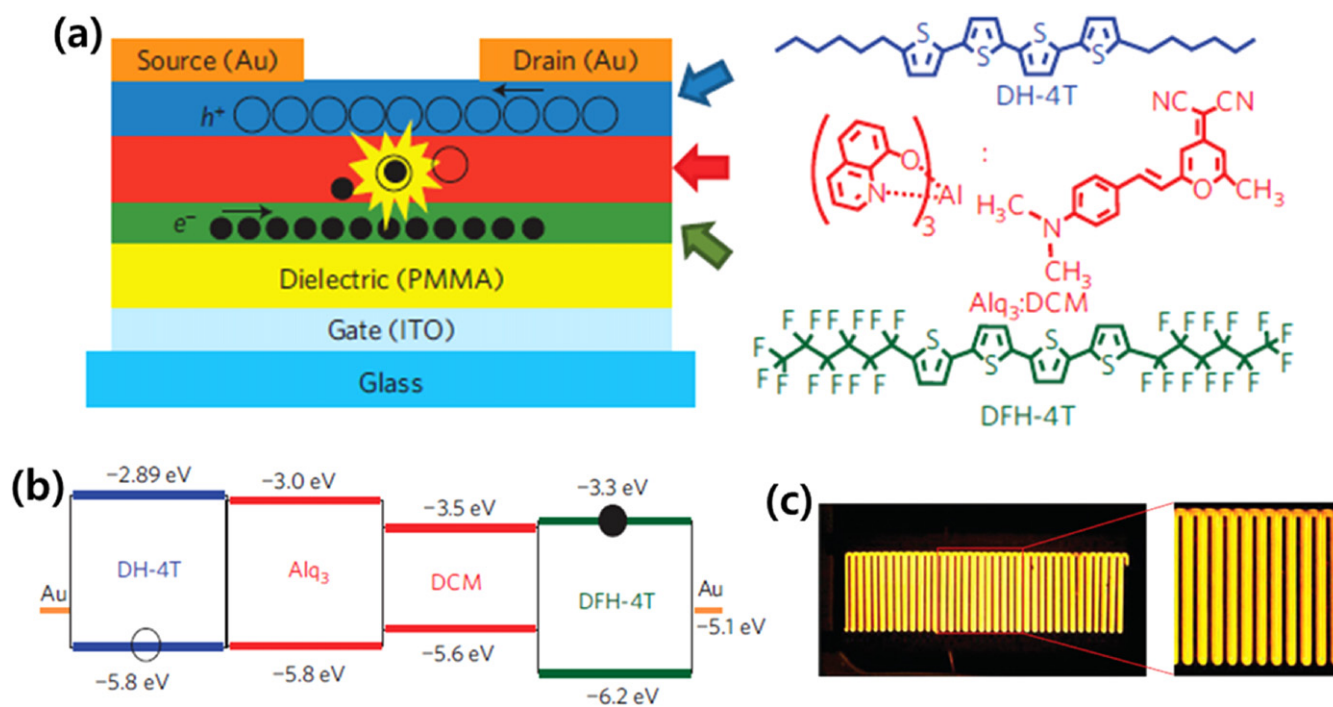 (a)
Source (Au)
Drain (Au)
h+
e−
Dielectric (PMMA)
Gate (ITO)
Glass
S
S
S
S
DH-4T
NC
CN
O
N
Al
3
:
O
CH₃
H₃C
N
CH₃
Alq₃:DCM
F F F F F F
F
F
F F F F F
S
S
S
S
F F F F F F
F
F
F F F F F
DFH-4T
(b)
−2.89 eV
−3.0 eV
−3.5 eV
−3.3 eV
DH-4T
Alq₃
DCM
DFH-4T
Au
Au
−5.1 eV
−5.8 eV
−5.8 eV
−5.6 eV
−6.2 eV
(c)